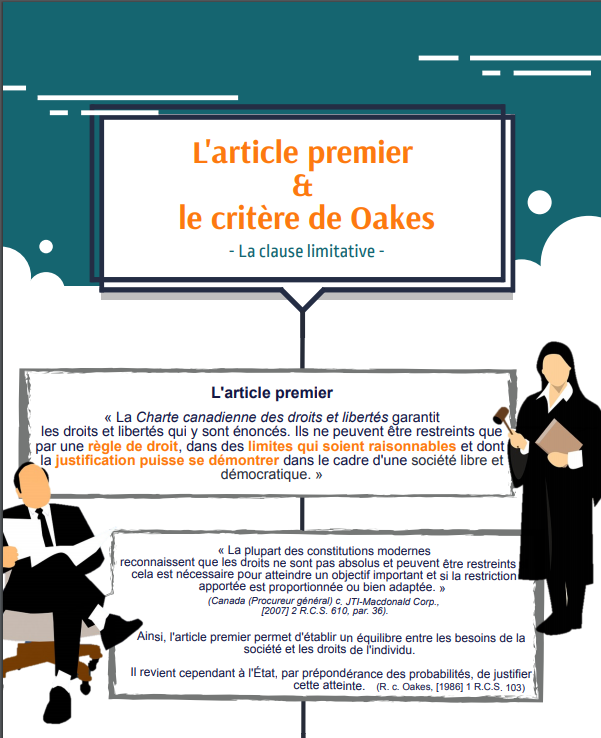 L'article premier
&
le critère de Oakes
- La clause limitative -
L'article premier
« La Charte canadienne des droits et libertés garantit
les droits et libertés qui y sont énoncés. Ils ne peuvent être restreints que
par une règle de droit, dans des limites qui soient raisonnables et dont
la justification puisse se démontrer dans le cadre d'une société libre et
démocratique. »
« La plupart des constitutions modernes
reconnaissent que les droits ne sont pas absolus et peuvent être restreints
cela est nécessaire pour atteindre un objectif important et si la restriction
apportée est proportionnée ou bien adaptée. »
(Canada (Procureur général) c. JTI-Macdonald Corp.,
[2007] 2 R.C.S. 610, par. 36).
Ainsi, l'article premier permet d'établir un équilibre entre les besoins de la
société et les droits de l'individu.
Il revient cependant à l'État, par prépondérance des probabilités, de justifier
cette atteinte. (R. c. Oakes, [1986] 1 R.C.S. 103)